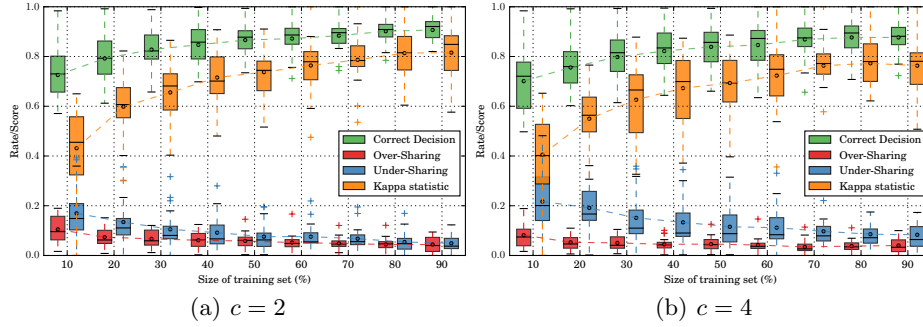 1.0
0.8
0.6
0.4
0.2
0.0
Rate/Score
Correct Decision
Over-Sharing
Under-Sharing
Kappa statistic
10 20 30 40 50 60 70 80 90
Size of training set (%)
(a) c = 2
1.0
0.8
0.6
0.4
0.2
0.0
Rate/Score
Correct Decision
Over-Sharing
Under-Sharing
Kappa statistic
10 20 30 40 50 60 70 80 90
Size of training set (%)
(b) c = 4